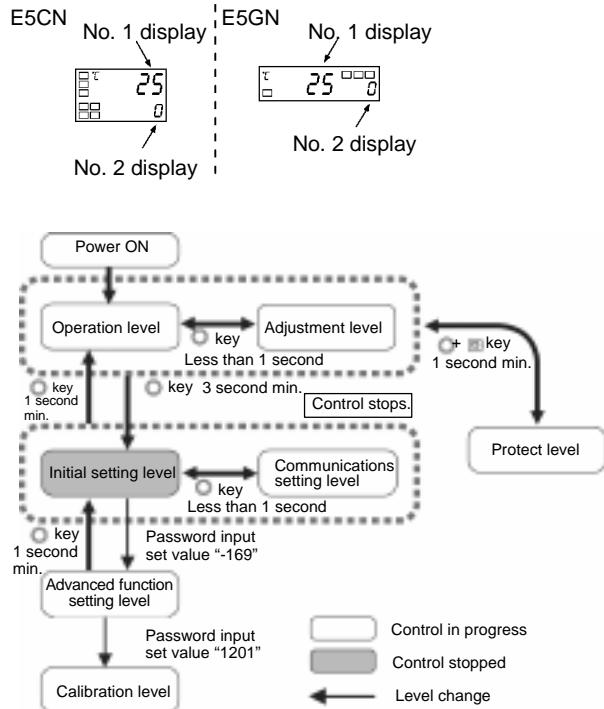 E5CN
E5GN
No. 1 display
No. 1 display
℃
25
0
℃
25
0
No. 2 display
No. 2 display
Power ON
Operation level
key
Less than 1 second
Adjustment level
+ key
1 second min.
key
1 second
min.
key 3 second min.
Control stops.
Protect level
Initial setting level
key
Less than 1 second
Communications
setting level
key
1 second
min.
Password input
set value "-169"
Advanced function
setting level
Password input
set value "1201"
Calibration level
Control in progress
Control stopped
Level change